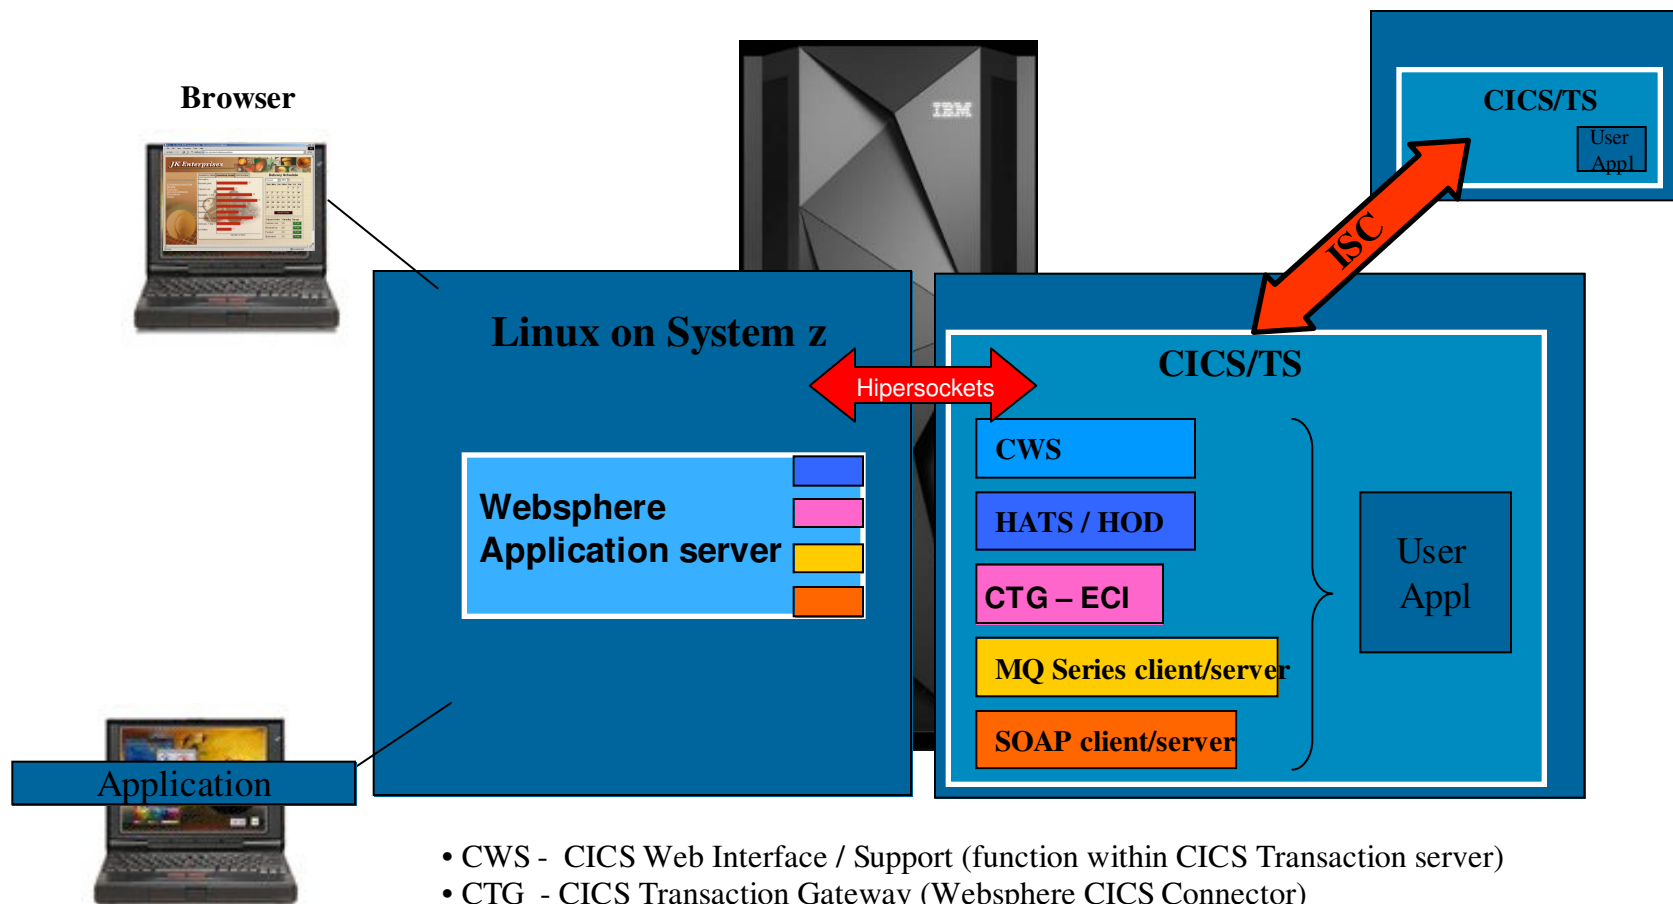 Browser
IBM
CICS/TS
User
Appl
JK Enterprises
ISC
Linux on System z
Hipersockets
CICS/TS
CWS
Websphere
Application server
HATS / HOD
CTG – ECI
User
Appl
MQ Series client/server
SOAP client/server
Application
• CWS - CICS Web Interface / Support (function within CICS Transaction server)
• CTG - CICS Transaction Gateway (Websphere CICS Connector)